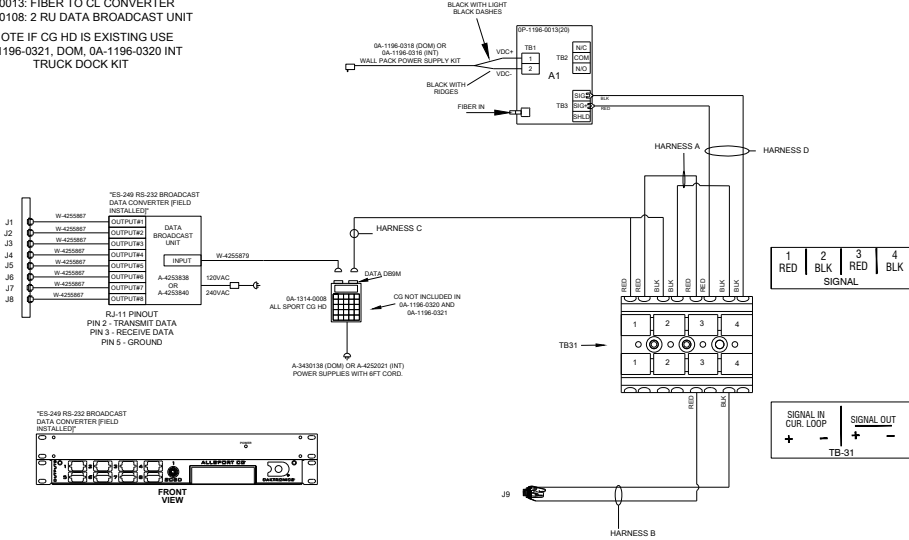 0013: FIBER TO CL CONVERTER
0108: 2 RU DATA BROADCAST UNIT
OTE IF CG HD IS EXISTING USE
1196-0321, DOM, 0A-1196-0320 INT
TRUCK DOCK KIT
BLACK WITH LIGHT
BLACK DASHES
0A-1196-0318 (DOM) OR
0A-1196-0316 (INT)
WALL PACK POWER SUPPLY KIT
VDC+
VDC-
BLACK WITH
RIDGES
FIBER IN
0P-1196-0013(20)
TB1
1
2
A1
TB2
N/C
COM
N/O
TB3
SIG-
SIG+
SHLD
BLK
RED
HARNESS A
HARNESS D
HARNESS C
"ES-249 RS-232 BROADCAST
DATA CONVERTER [FIELD
INSTALLED]"
J1 W-4255867 OUTPUT#1
J2 W-4255867 OUTPUT#2
J3 W-4255867 OUTPUT#3
J4 W-4255867 OUTPUT#4
J5 W-4255867 OUTPUT#5
J6 W-4255867 OUTPUT#6
J7 W-4255867 OUTPUT#7
J8 W-4255867 OUTPUT#8
DATA
BROADCAST
UNIT
INPUT
W-4255879
A-4253838
OR
A-4253840
120VAC
240VAC
RJ-11 PINOUT
PIN 2 - TRANSMIT DATA
PIN 3 - RECEIVE DATA
PIN 5 - GROUND
DATA DB9M
0A-1314-0008
ALL SPORT CG HD
CG NOT INCLUDED IN
0A-1196-0320 AND
0A-1196-0321
A-3430138 (DOM) OR A-4252021 (INT)
POWER SUPPLIES WITH 6FT CORD.
RED RED BLK BLK RED RED BLK BLK
TB31
1 2 3 4
1 2 3 4
RED BLK
1 2 3 4
RED BLK RED BLK
SIGNAL
SIGNAL IN
CUR. LOOP
+ -
SIGNAL OUT
+ -
TB-31
J9
HARNESS B
"ES-249 RS-232 BROADCAST
DATA CONVERTER [FIELD
INSTALLED]"
POWER
1 2 3 4
5 6 7 8
ALLSPORT CG
DAKTRONICS
FRONT
VIEW